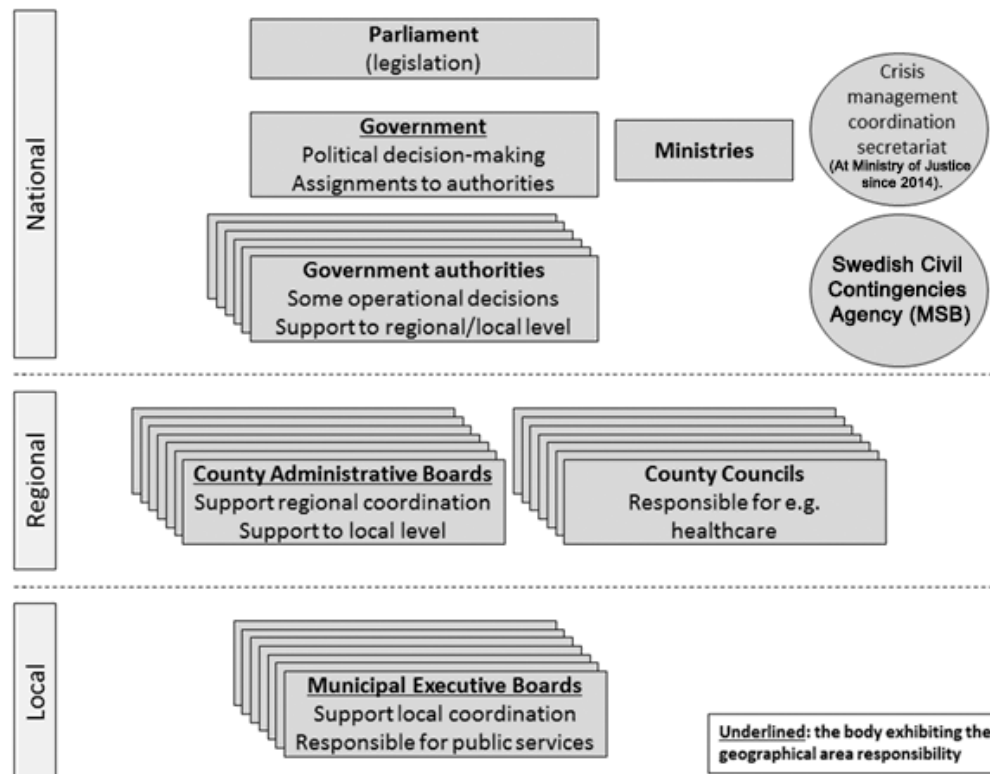 National
Parliament
(legislation)
Government
Political decision-making
Assignments to authorities
Ministries
Crisis
management
coordination
secretariat
(At Ministry of Justice
since 2014).
Government authorities
Some operational decisions
Support to regional/local level
Swedish Civil
Contingencies
Agency (MSB)
Regional
County Administrative Boards
Support regional coordination
Support to local level
County Councils
Responsible for e.g.
healthcare
Local
Municipal Executive Boards
Support local coordination
Responsible for public services
Underlined: the body exhibiting the
geographical area responsibility